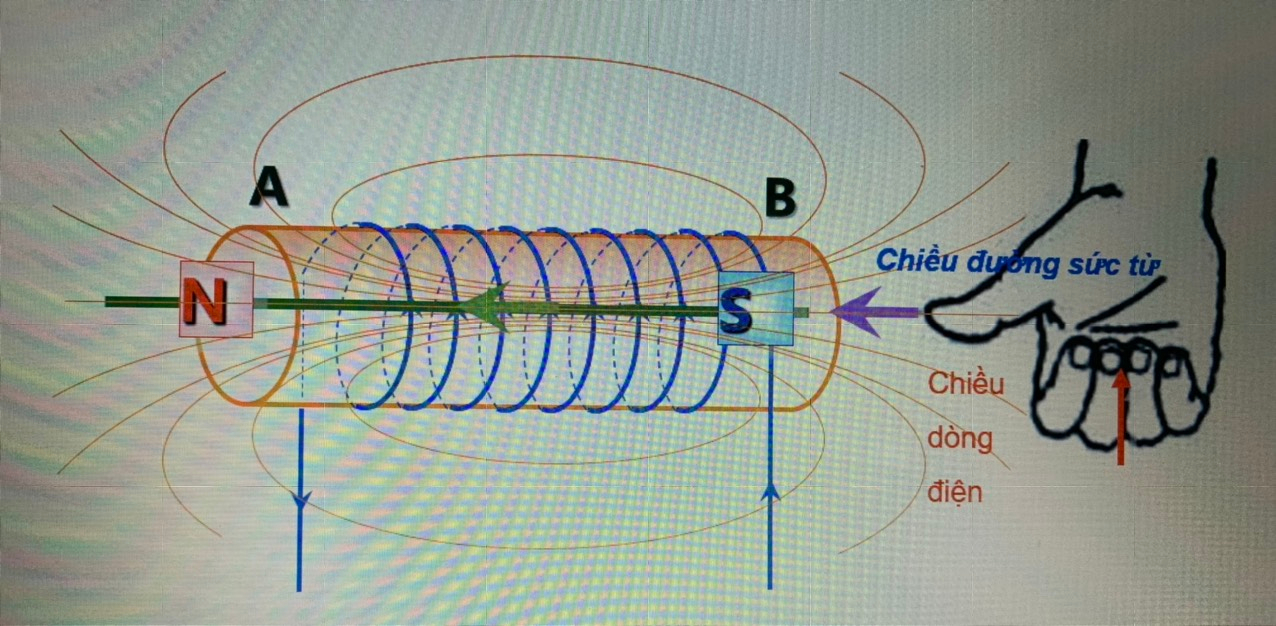 A
B
Chiều đường sức từ
N
S
Chiều
dòng
điện